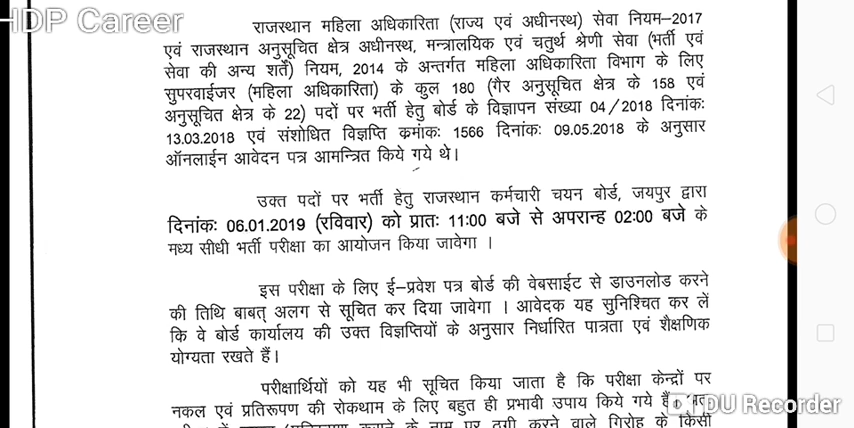 HDP Career
राजस्थान महिला अधिकारिता (राज्य एवं अधीनस्थ) सेवा नियम–2017
एवं राजस्थान अनुसूचित क्षेत्र अधीनस्थ, मन्त्रालयिक एवं चतुर्थ श्रेणी सेवा (भर्ती एवं
सेवा की अन्य शर्तें) नियम, 2014 के अन्तर्गत महिला अधिकारिता विभाग के लिए
सुपरवाईजर (महिला अधिकारिता) के कुल 180 (गैर अनुसूचित क्षेत्र के 158 एवं
अनुसूचित क्षेत्र के 22) पदों पर भर्ती हेतु बोर्ड के विज्ञापन संख्या 04/2018 दिनांकः
13.03.2018 एवं संशोधित विज्ञप्ति क्रमांकः 1566 दिनांकः 09.05.2018 के अनुसार
ऑनलाईन आवेदन पत्र आमन्त्रित किये गये थे।
उक्त पदों पर भर्ती हेतु राजस्थान कर्मचारी चयन बोर्ड, जयपुर द्वारा
दिनांकः 06.01.2019 (रविवार) को प्रातः 11:00 बजे से अपरान्ह 02:00 बजे के
मध्य सीधी भर्ती परीक्षा का आयोजन किया जावेगा ।
इस परीक्षा के लिए ई–प्रवेश पत्र बोर्ड की वेबसाईट से डाउनलोड करने
की तिथि बाबत् अलग से सूचित कर दिया जावेगा । आवेदक यह सुनिश्चित कर लें
कि वे बोर्ड कार्यालय की उक्त विज्ञप्तियों के अनुसार निर्धारित पात्रता एवं शैक्षणिक
योग्यता रखते हैं।
परीक्षार्थियों को यह भी सूचित किया जाता है कि परीक्षा केन्द्रों पर
नकल एवं प्रतिरूपण की रोकथाम के लिए बहुत ही प्रभावी उपाय किये गये हैं।
DU Recorder
के नाम पर ठगी करने वाले गिरोह के किसी